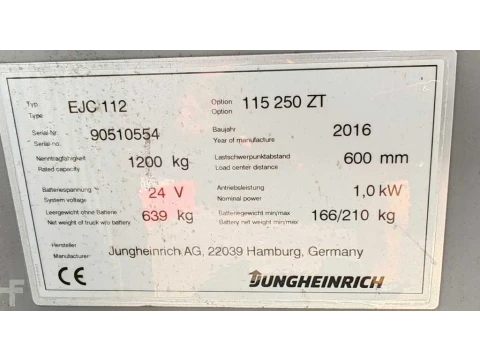 Typ EJC 112 Option 115 250 ZT
Type Option
Serial-Nr. 90510554 Baujahr 2016
Serial-no. Year of manufacture
Nenntragfähigkeit 1200 kg Lastschwerpunktabstand 600 mm
Rated capacity Load center distance
Batteriespannung 24 V Antriebsleistung 1,0 kW
System voltage Nominal power
Leergewicht ohne Batterie 639 kg Batteriegewicht min/max 166/210 kg
Net weight of truck w/o battery Battery net weight min/max
Hersteller Jungheinrich AG, 22039 Hamburg, Germany
Manufacturer
CE JUNGHEINRICH